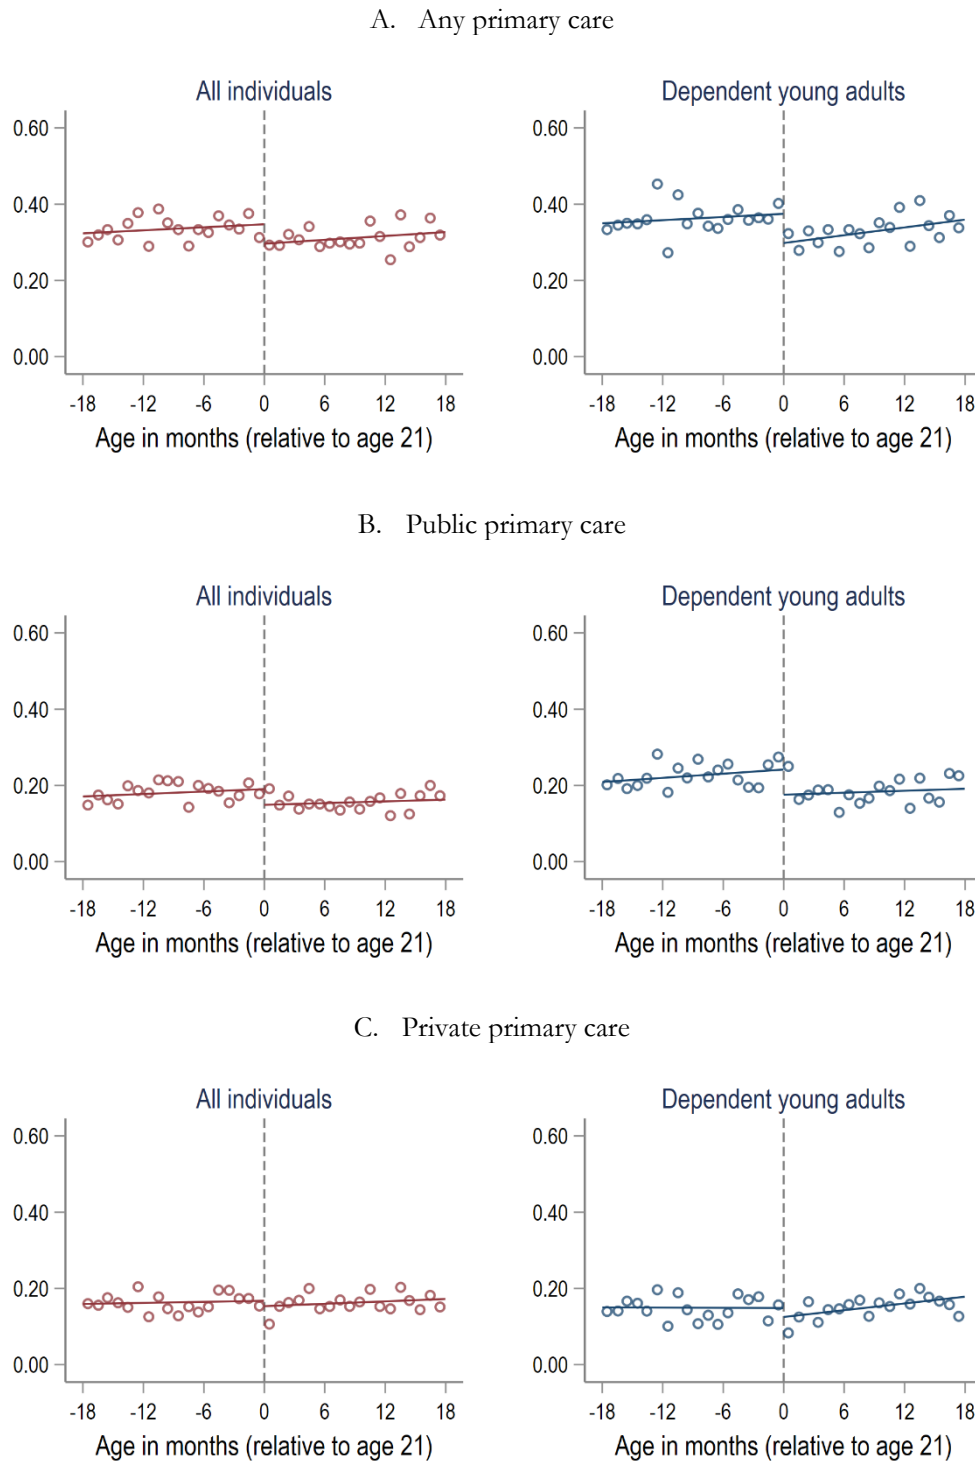 A. Any primary care
All individuals
Dependent young adults
0.60
0.40
0.20
0.00
-18 -12 -6 0 6 12 18
Age in months (relative to age 21)
0.60
0.40
0.20
0.00
-18 -12 -6 0 6 12 18
Age in months (relative to age 21)
B. Public primary care
All individuals
Dependent young adults
0.60
0.40
0.20
0.00
-18 -12 -6 0 6 12 18
Age in months (relative to age 21)
0.60
0.40
0.20
0.00
-18 -12 -6 0 6 12 18
Age in months (relative to age 21)
C. Private primary care
All individuals
Dependent young adults
0.60
0.40
0.20
0.00
-18 -12 -6 0 6 12 18
Age in months (relative to age 21)
0.60
0.40
0.20
0.00
-18 -12 -6 0 6 12 18
Age in months (relative to age 21)